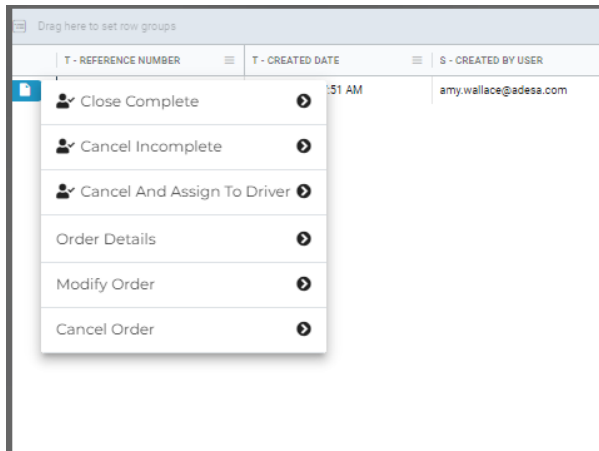 Drag here to set row groups
T - REFERENCE NUMBER T - CREATED DATE S - CREATED BY USER
:51 AM amy.wallace@adesa.com
Close Complete
Cancel Incomplete
Cancel And Assign To Driver
Order Details
Modify Order
Cancel Order